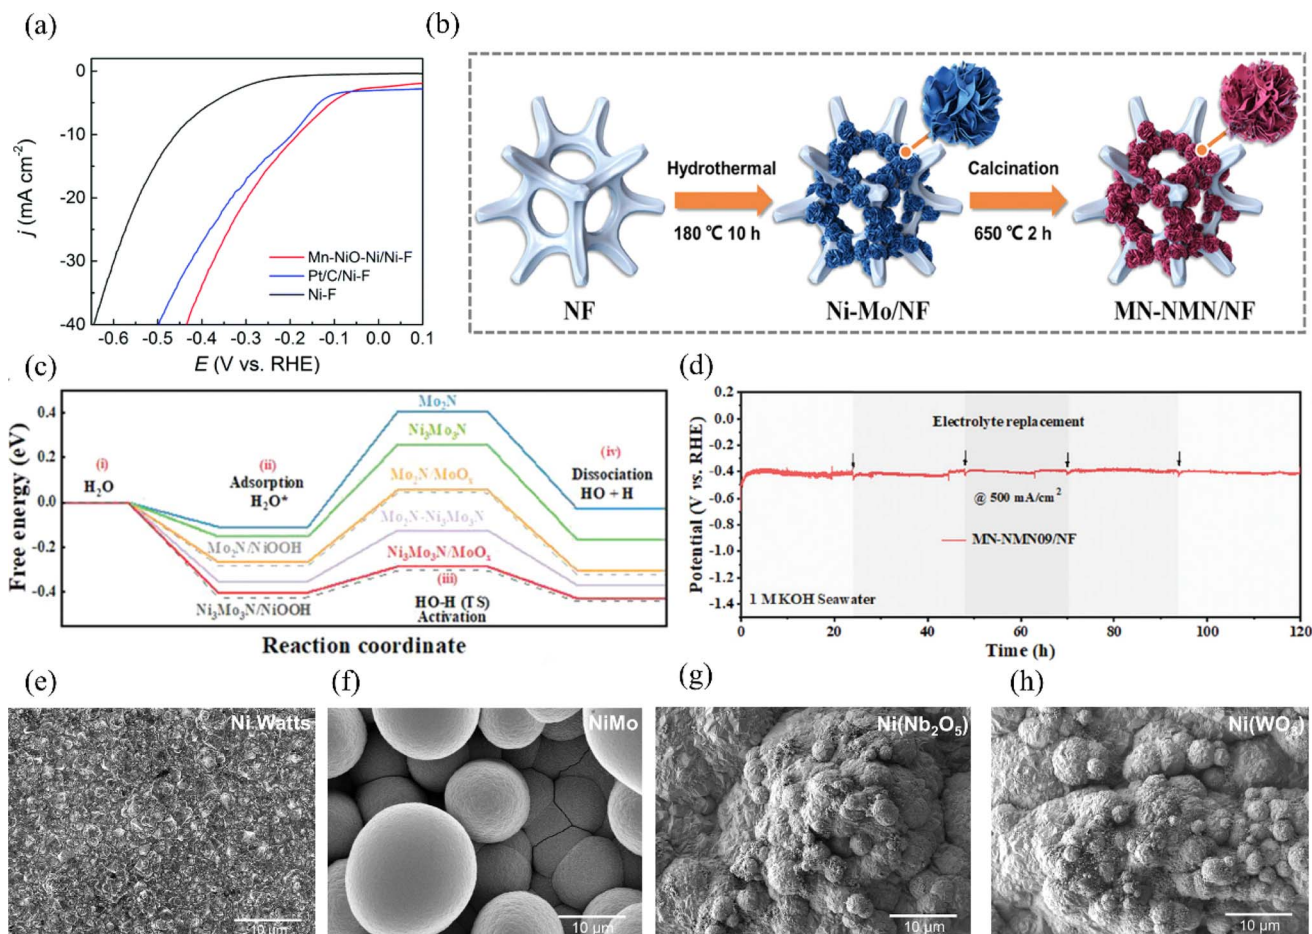 (a)
0
-10
-20
-30
-40
j (mA cm⁻²)
Mn-NiO-Ni/Ni-F
Pt/C/Ni-F
Ni-F
-0.6 -0.5 -0.4 -0.3 -0.2 -0.1 0.0 0.1
E (V vs. RHE)
(b)
Hydrothermal
180 ℃ 10 h
Calcination
650 ℃ 2 h
NF
Ni-Mo/NF
MN-NMN/NF
(c)
Free energy (eV)
0.4
0.2
0.0
-0.2
-0.4
(i)
H₂O
(ii)
Adsorption
H₂O*
Mo₂N
Ni₃Mo₃N
Mo₂N/MoOₓ
Mo₂N-Ni₃Mo₃N
Ni₃Mo₃N/MoOₓ
(iii)
HO-H (TS)
Activation
(iv)
Dissociation
HO + H
Mo₂N/NiOOH
Ni₃Mo₃N/NiOOH
Reaction coordinate
(d)
Potential (V vs. RHE)
0.2
0.0
-0.2
-0.4
-0.6
-0.8
-1.0
-1.2
-1.4
Electrolyte replacement
@ 500 mA/cm²
MN-NMN09/NF
1 M KOH Seawater
0 20 40 60 80 100 120
Time (h)
(e)
Ni Watts
10 µm
(f)
NiMo
10 µm
(g)
Ni(Nb₂O₅)
10 µm
(h)
10 µm